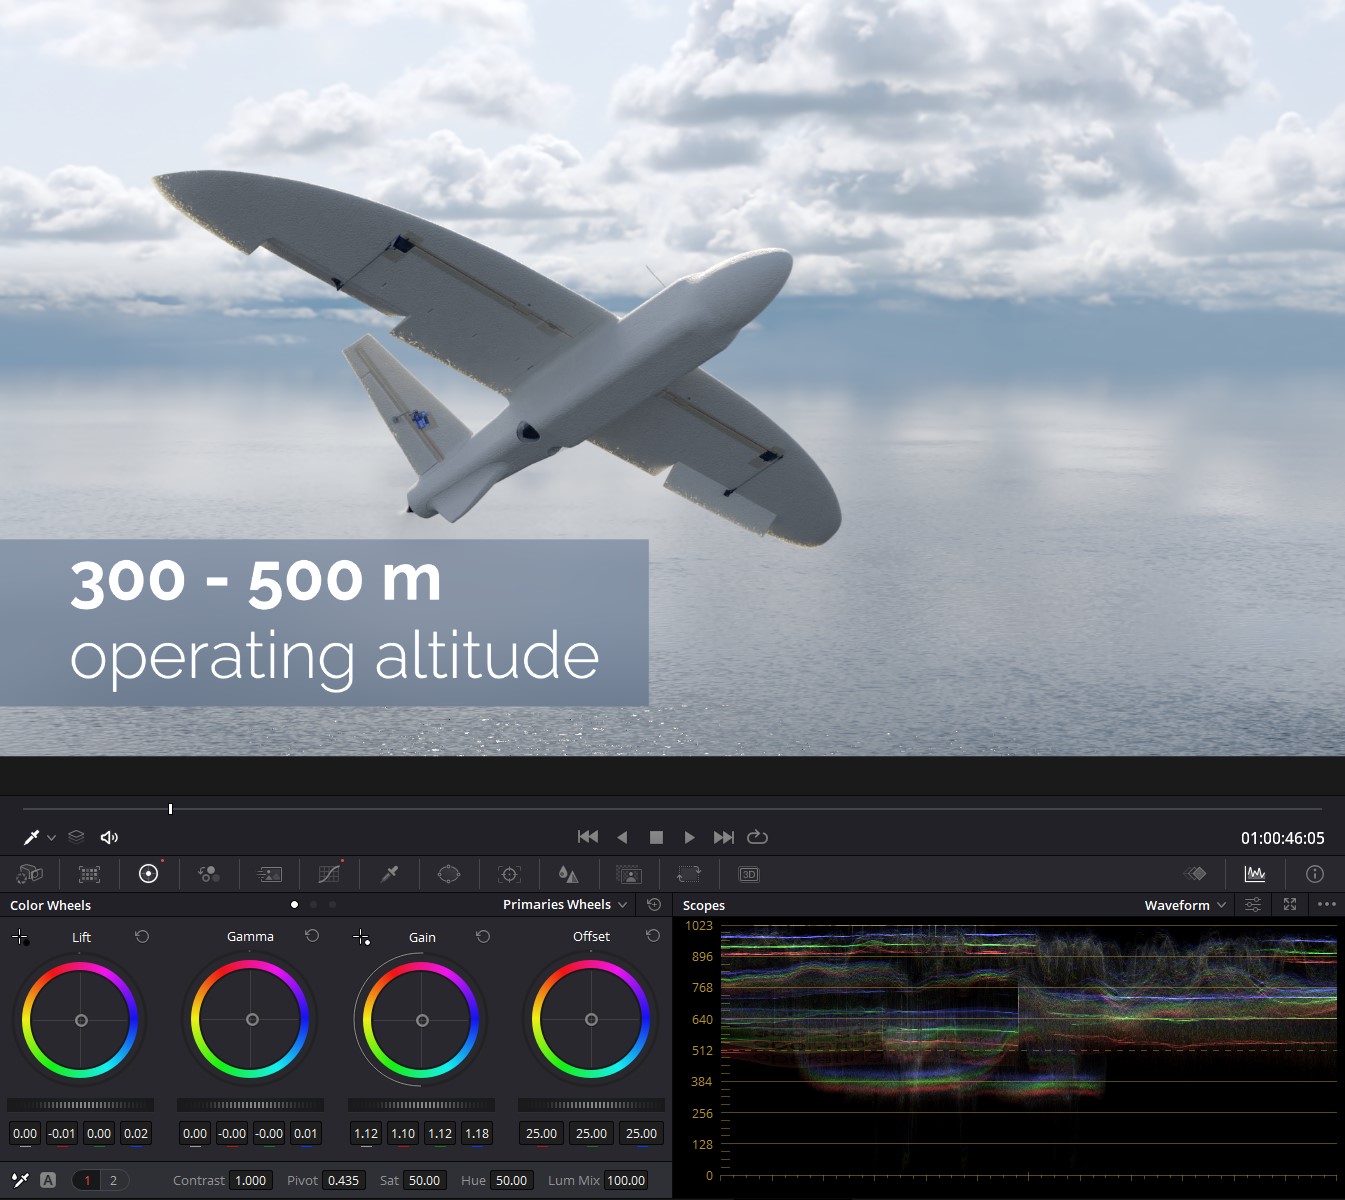 300 - 500 m
operating altitude
01:00:46:05
3D
Color Wheels
Primaries Wheels
Scopes
Waveform
Lift
Gamma
Gain
Offset
0.00 -0.01 0.00 0.02
0.00 -0.00 -0.00 0.01
1.12 1.10 1.12 1.18
25.00 25.00 25.00
A 1 2 Contrast 1.000 Pivot 0.435 Sat 50.00 Hue 50.00 Lum Mix 100.00
1023
896
768
640
512
384
256
128
0